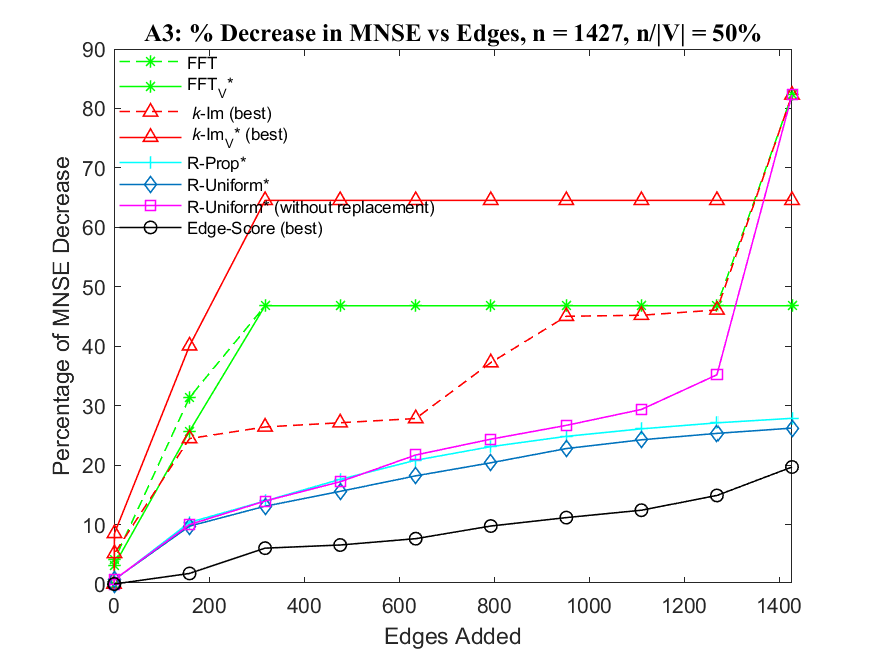 A3: % Decrease in MNSE vs Edges, n = 1427, n/|V| = 50%
Percentage of MNSE Decrease
90
80
70
60
50
40
30
20
10
0
FFT
FFT_V*
k-Im (best)
k-Im_V* (best)
R-Prop*
R-Uniform*
R-Uniform* (without replacement)
Edge-Score (best)
0 200 400 600 800 1000 1200 1400
Edges Added